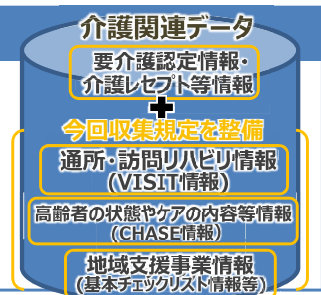 介護関連データ
要介護認定情報・
介護レセプト等情報
+
今回収集規定を整備
通所・訪問リハビリ情報
(VISIT情報)
高齢者の状態やケアの内容等情報
(CHASE情報)
地域支援事業情報
(基本チェックリスト情報等)